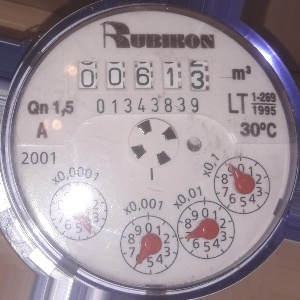 RUBIKON
00613 m³
Qn 1,5 01343839 LT 1-269 1995
A 30ºC
2001
x0,0001 x0,001 x0,01 x0,1
I